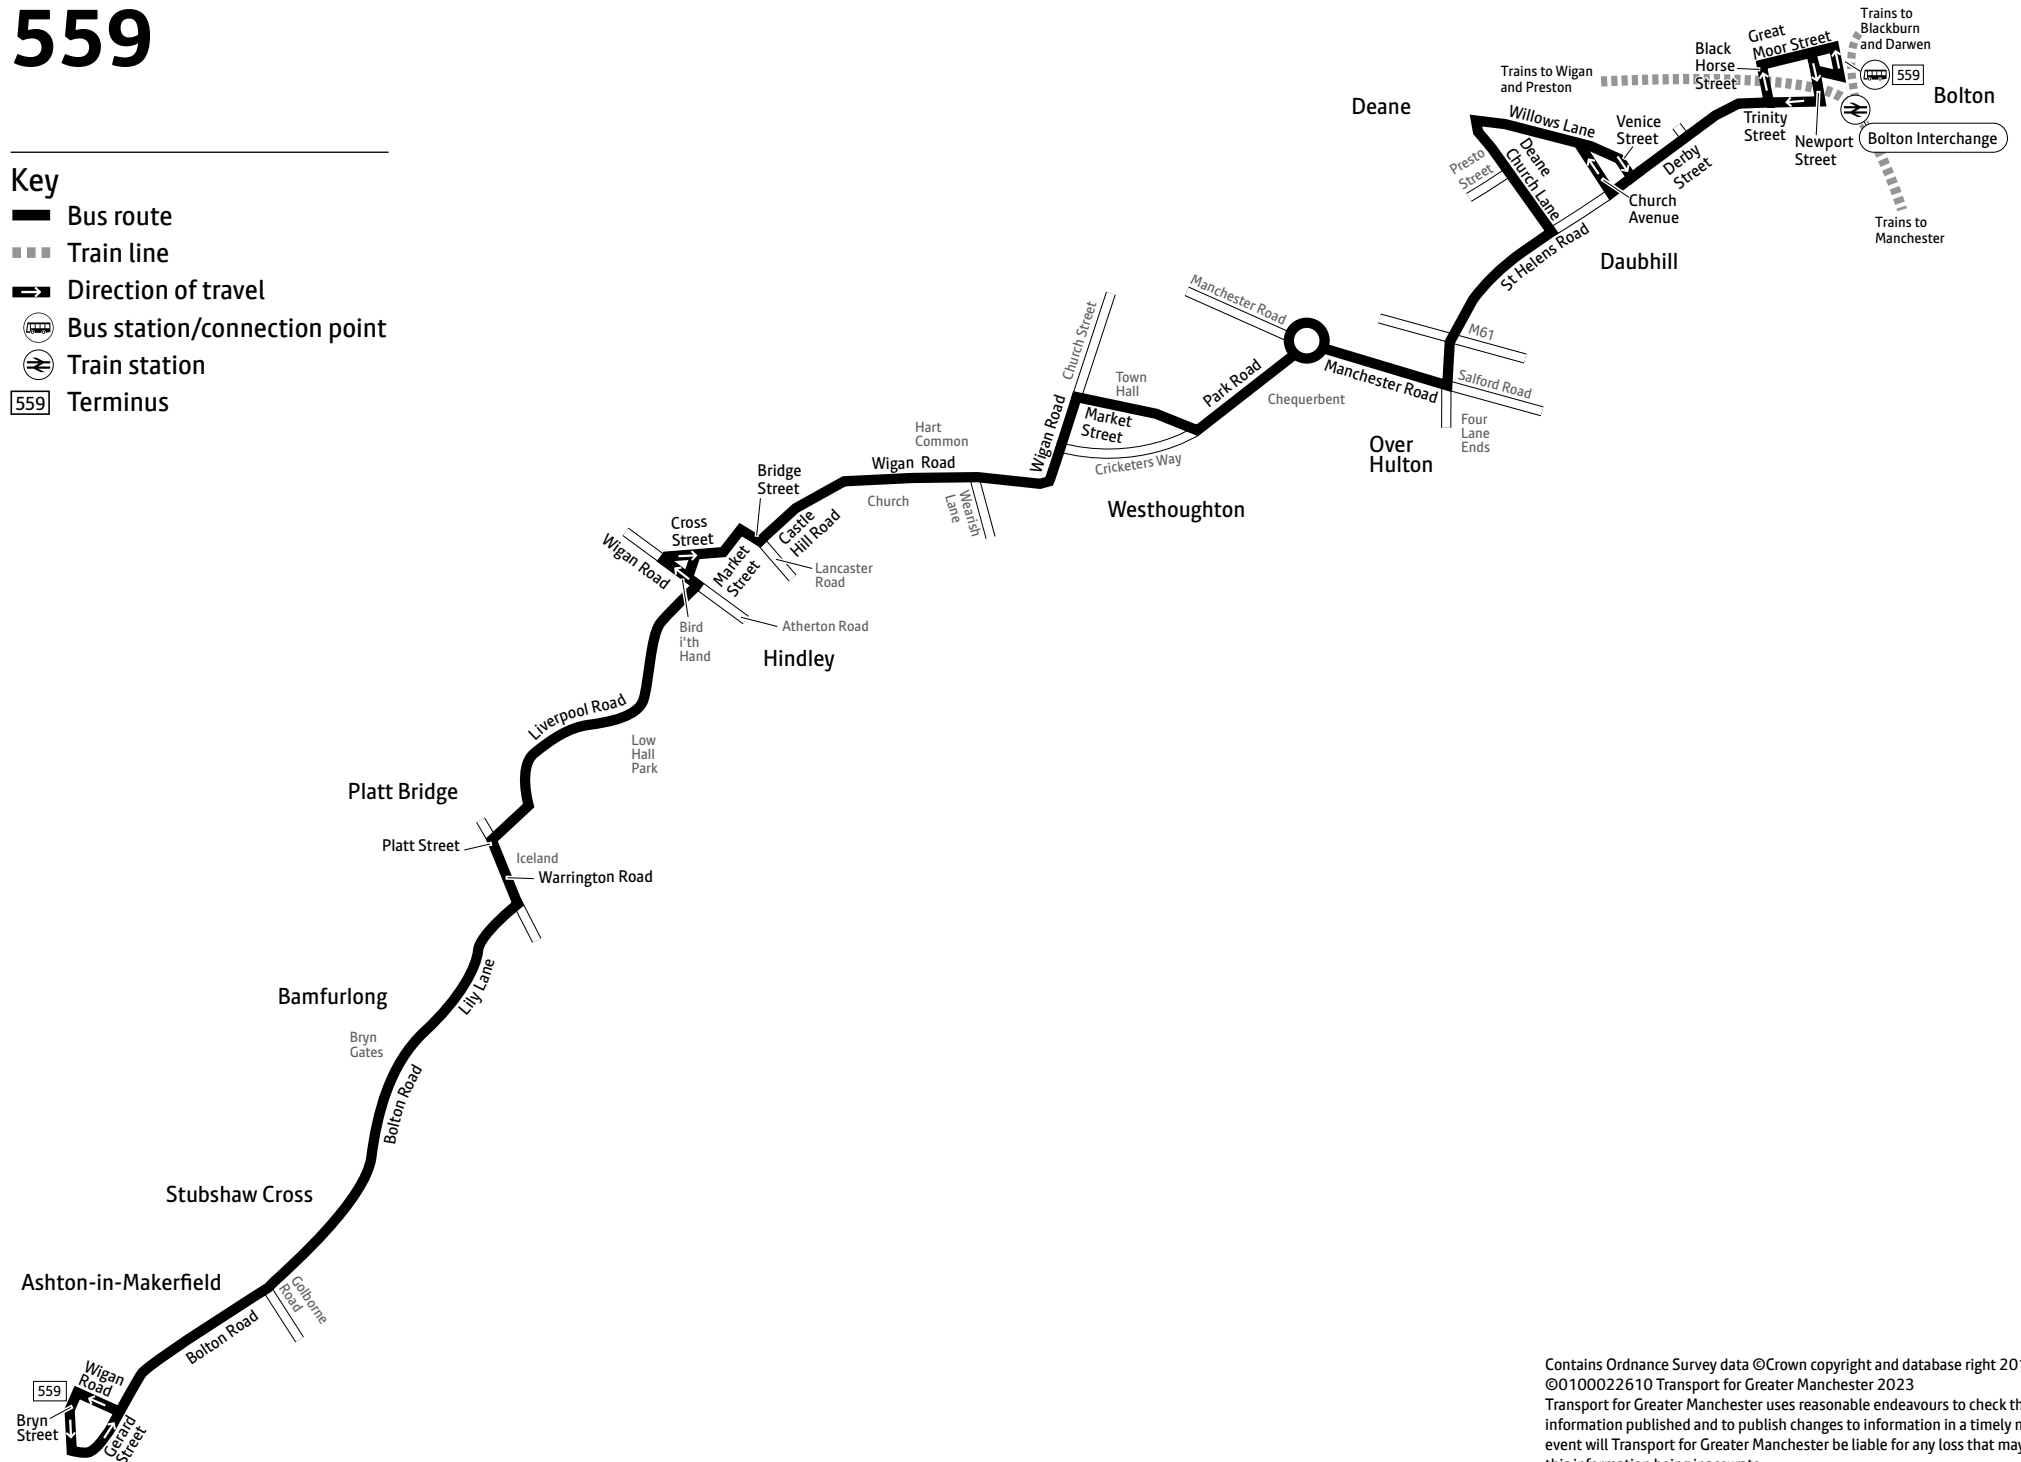 559
Key
Bus route
Train line
Direction of travel
Bus station/connection point
Train station
559 Terminus
Trains to
Blackburn
and Darwen
Great
Moor Street
Black
Horse
Street
Trains to Wigan
and Preston
559
Bolton
Deane
Willows Lane
Venice
Street
Trinity
Street
Newport
Street
Bolton Interchange
Presto
Street
Deane
Church Lane
Derby
Street
Church
Avenue
Trains to
Manchester
St Helens Road
Daubhill
Manchester Road
Church Street
M61
Town
Hall
Park Road
Manchester Road
Salford Road
Chequerbent
Market
Street
Four
Lane
Ends
Over
Hulton
Hart
Common
Wigan Road
Cricketers Way
Wigan Road
Bridge
Street
Church
Wearish
Lane
Westhoughton
Cross
Street
Castle
Hill Road
Wigan Road
Market
Street
Lancaster
Road
Bird
i'th
Hand
Atherton Road
Hindley
Liverpool Road
Low
Hall
Park
Platt Bridge
Platt Street
Iceland
Warrington Road
Lily Lane
Bamfurlong
Bryn
Gates
Bolton Road
Stubshaw Cross
Ashton-in-Makerfield
Golborne
Road
Bolton Road
Wigan
Road
559
Bryn
Street
Gerard
Street
Contains Ordnance Survey data ©Crown copyright and database right 201
©0100022610 Transport for Greater Manchester 2023
Transport for Greater Manchester uses reasonable endeavours to check th
information published and to publish changes to information in a timely m
event will Transport for Greater Manchester be liable for any loss that may
this information being inaccurate